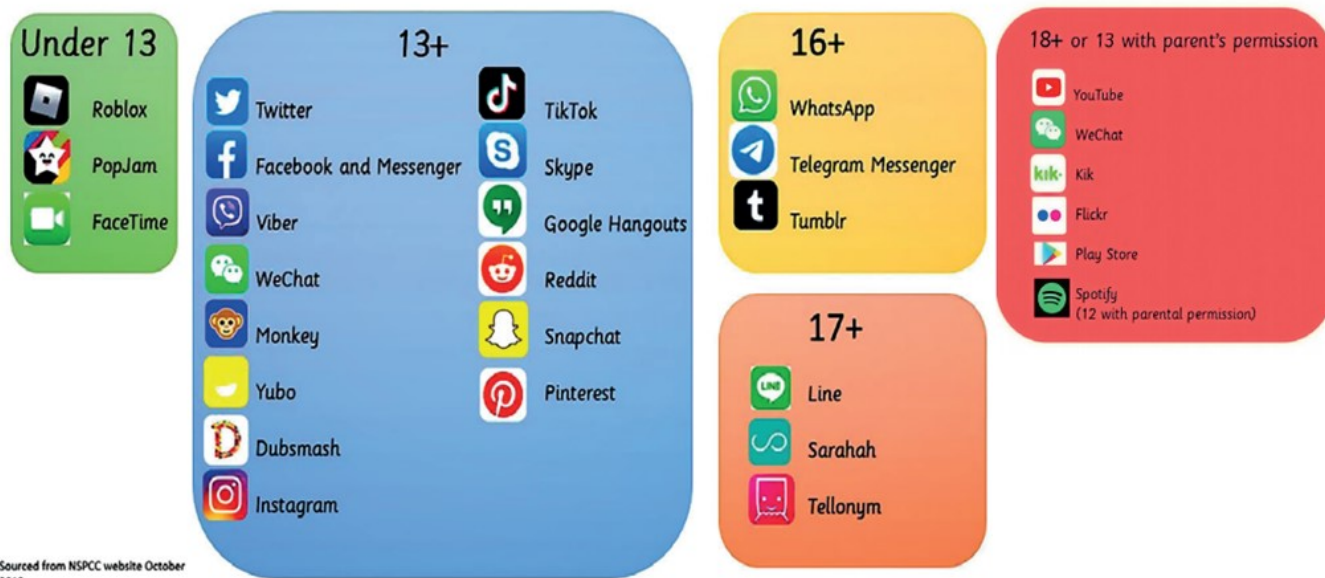 Under 13
Roblox
PopJam
FaceTime
13+
Twitter
Facebook and Messenger
Viber
WeChat
Monkey
Yubo
Dubsmash
Instagram
TikTok
Skype
Google Hangouts
Reddit
Snapchat
Pinterest
16+
WhatsApp
Telegram Messenger
t
Tumblr
17+
LINE
Line
Sarahah
Tellonym
18+ or 13 with parent's permission
YouTube
WeChat
kik.
Kik
Flickr
Play Store
Spotify
(12 with parental permission)
Sourced from NSPCC website October